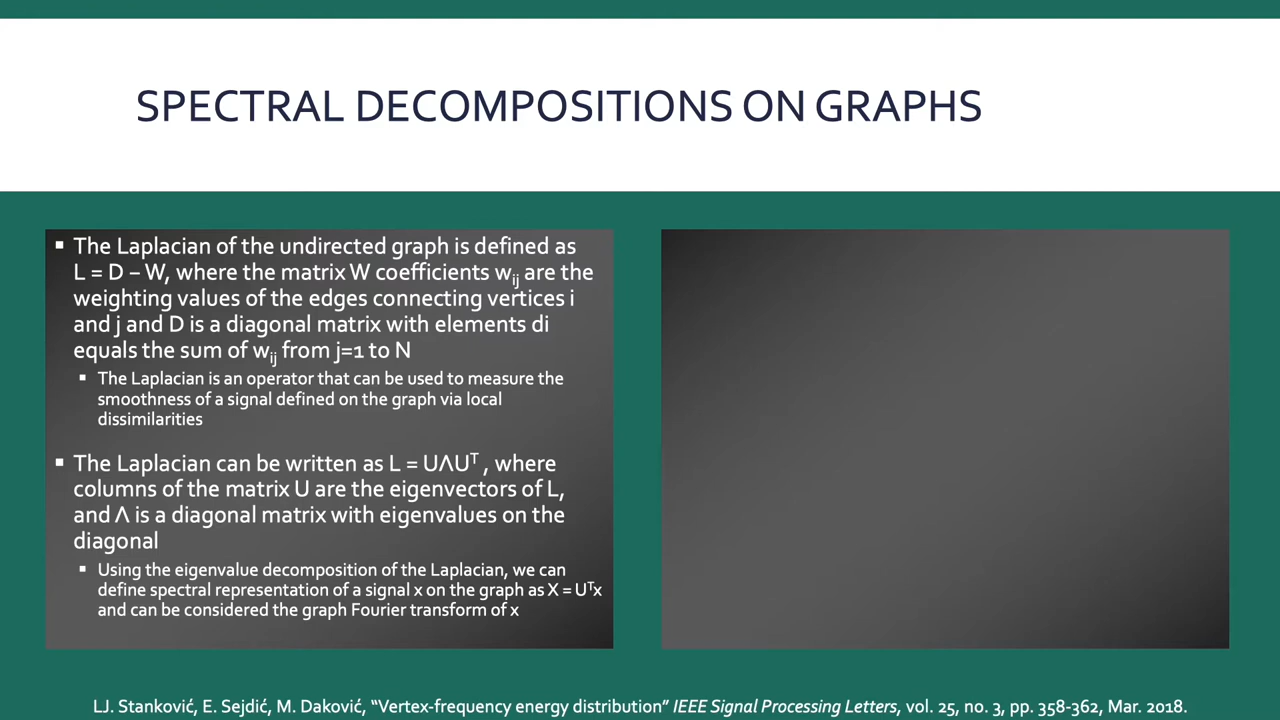 SPECTRAL DECOMPOSITIONS ON GRAPHS
▪ The Laplacian of the undirected graph is defined as
L = D – W, where the matrix W coefficients wij are the
weighting values of the edges connecting vertices i
and j and D is a diagonal matrix with elements di
equals the sum of wij from j=1 to N
▪ The Laplacian is an operator that can be used to measure the
smoothness of a signal defined on the graph via local
dissimilarities
▪ The Laplacian can be written as L = UΛUᵀ , where
columns of the matrix U are the eigenvectors of L,
and Λ is a diagonal matrix with eigenvalues on the
diagonal
▪ Using the eigenvalue decomposition of the Laplacian, we can
define spectral representation of a signal x on the graph as X = Uᵀx
and can be considered the graph Fourier transform of x
LJ. Stanković, E. Sejdić, M. Daković, “Vertex-frequency energy distribution” IEEE Signal Processing Letters, vol. 25, no. 3, pp. 358-362, Mar. 2018.